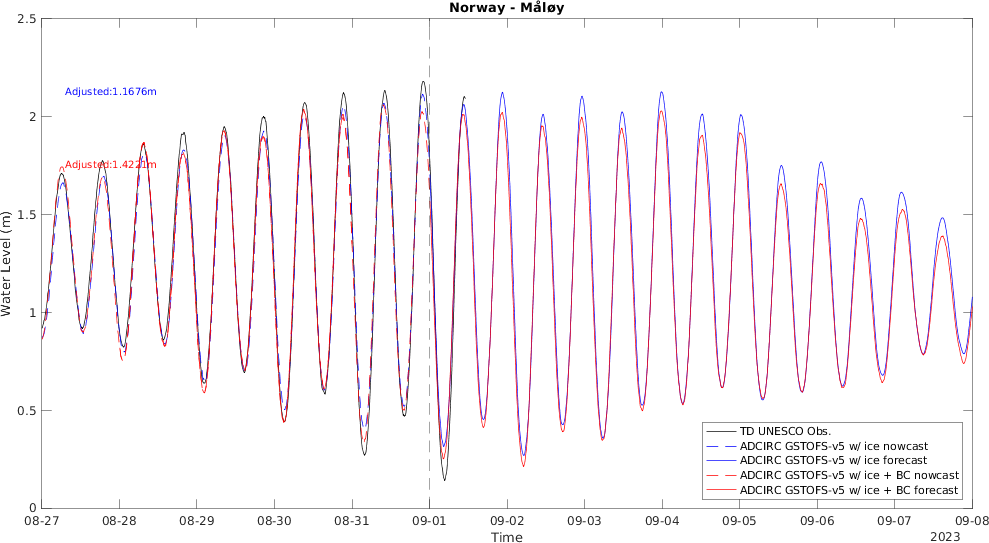 Norway - Måløy
Water Level (m)
2.5
2
1.5
1
0.5
0
Adjusted:1.1676m
Adjusted:1.4221m
TD UNESCO Obs.
ADCIRC GSTOFS-v5 w/ ice nowcast
ADCIRC GSTOFS-v5 w/ ice forecast
ADCIRC GSTOFS-v5 w/ ice + BC nowcast
ADCIRC GSTOFS-v5 w/ ice + BC forecast
08-27 08-28 08-29 08-30 08-31 09-01 09-02 09-03 09-04 09-05 09-06 09-07 09-08
Time
2023